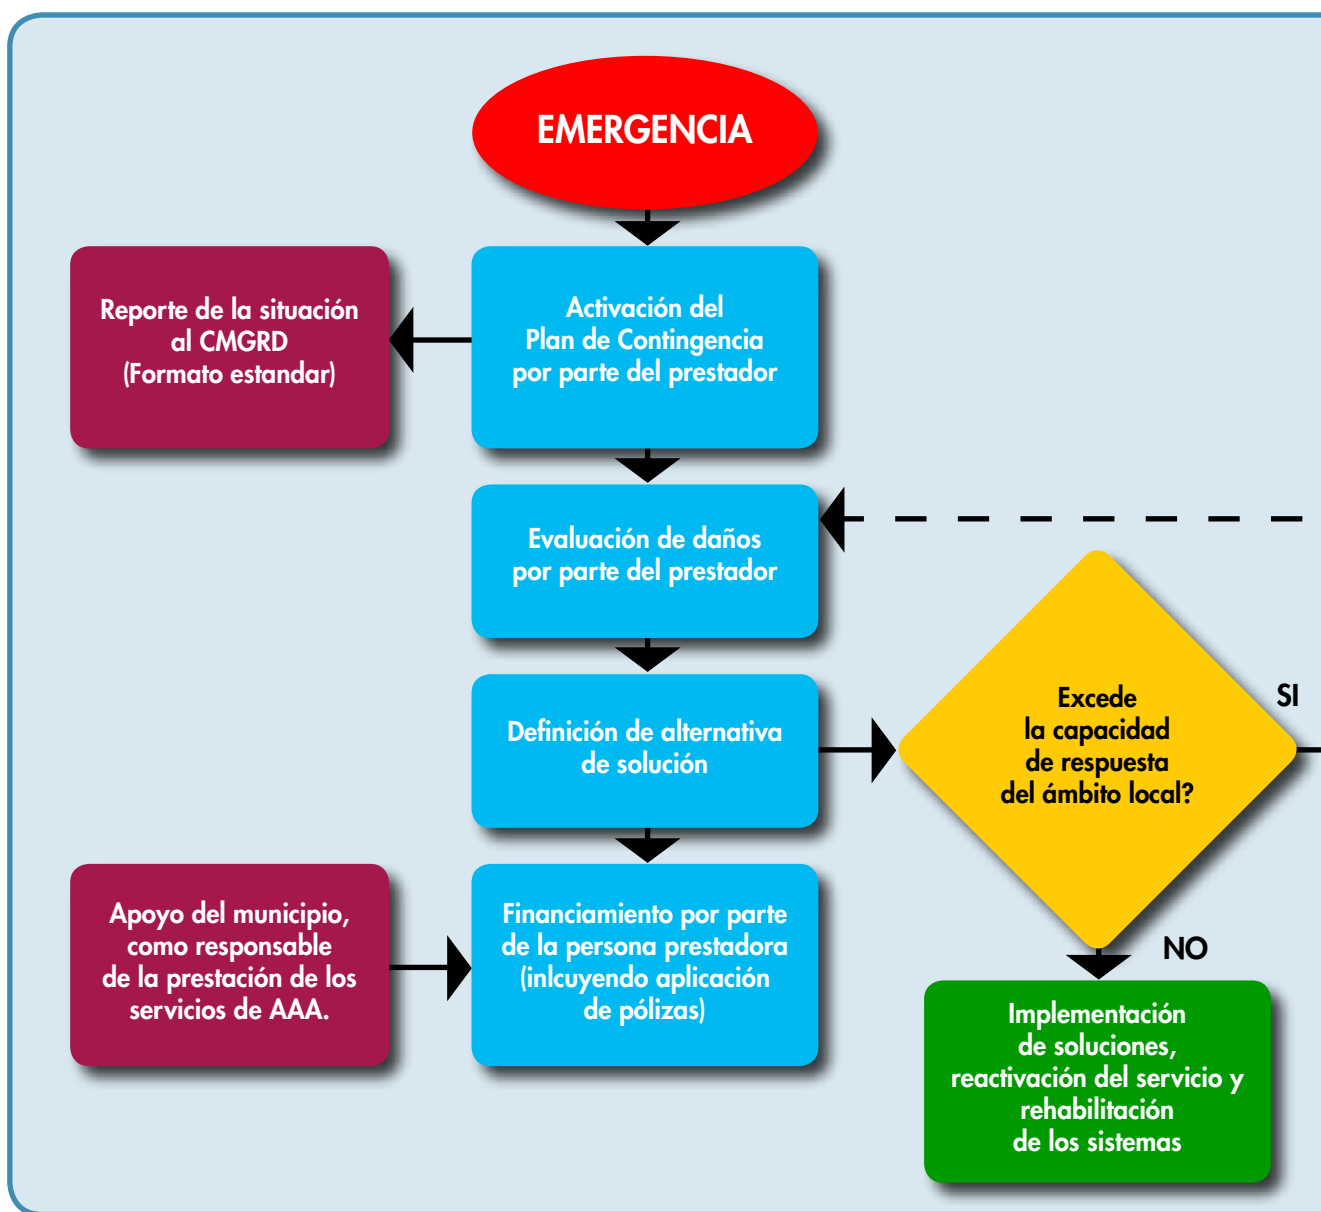 EMERGENCIA
Reporte de la situación
al CMGRD
(Formato estandar)
Activación del
Plan de Contingencia
por parte del prestador
Evaluación de daños
por parte del prestador
Definición de alternativa
de solución
Excede
la capacidad
de respuesta
del ámbito local?
SI
NO
Apoyo del municipio,
como responsable
de la prestación de los
servicios de AAA.
Financiamiento por parte
de la persona prestadora
(inlcuyendo aplicación
de pólizas)
Implementación
de soluciones,
reactivación del servicio y
rehabilitación
de los sistemas